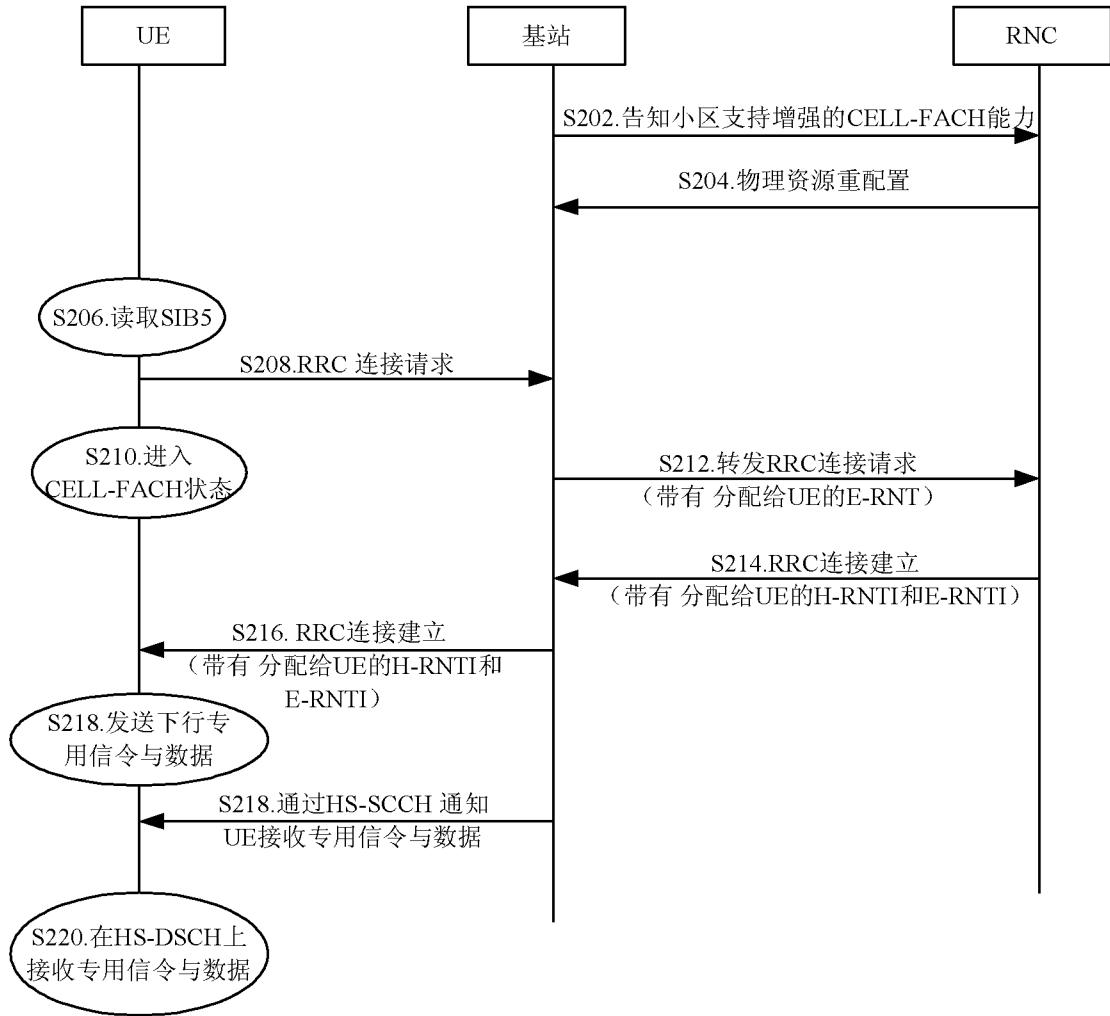 UE
基站
RNC
S202.告知小区支持增强的CELL-FACH能力
S204.物理资源重配置
S206.读取SIB5
S208.RRC 连接请求
S210.进入
CELL-FACH状态
S212.转发RRC连接请求
（带有 分配给UE的E-RNT）
S214.RRC连接建立
（带有 分配给UE的H-RNTI和E-RNTI）
S216. RRC连接建立
（带有 分配给UE的H-RNTI和
E-RNTI）
S218.发送下行专
用信令与数据
S218.通过HS-SCCH 通知
UE接收专用信令与数据
S220.在HS-DSCH上
接收专用信令与数据